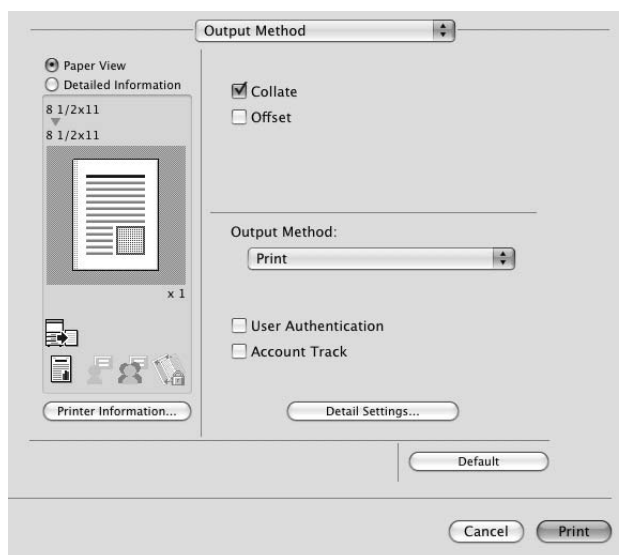 Output Method
Paper View
Detailed Information
8 1/2x11
8 1/2x11
x 1
Printer Information...
Collate
Offset
Output Method:
Print
User Authentication
Account Track
Detail Settings...
Default
Cancel
Print